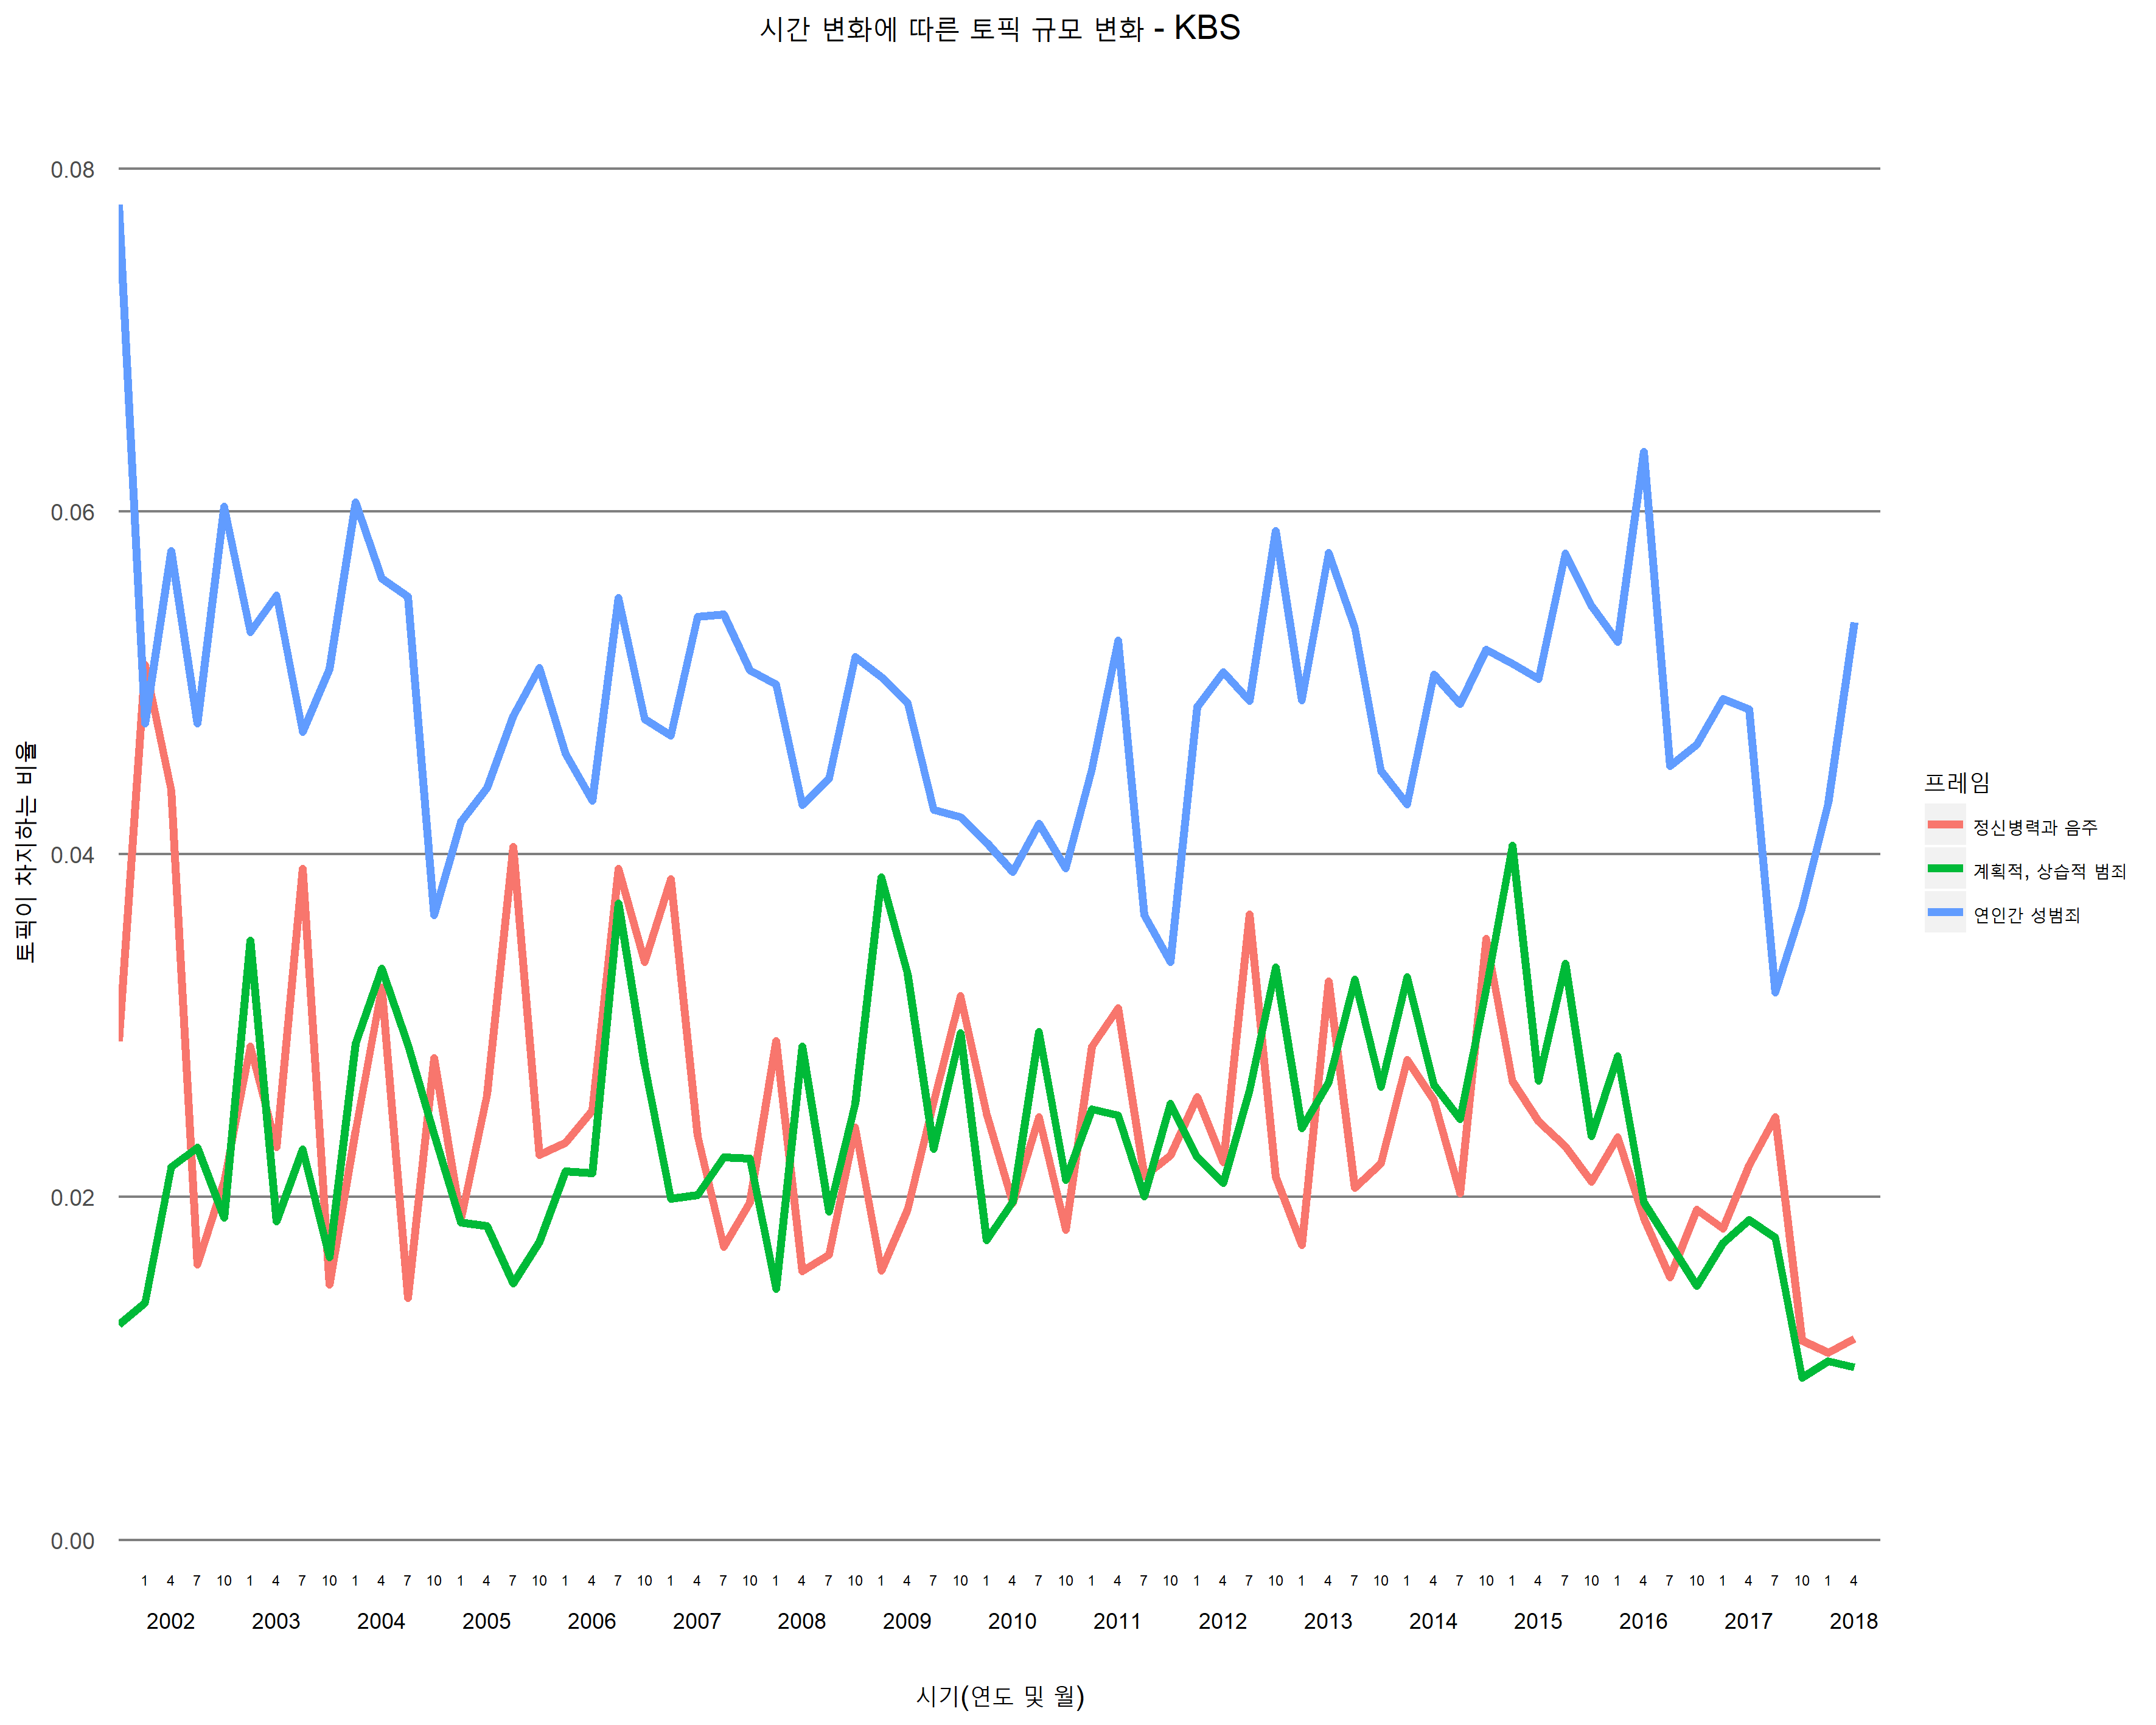 시간 변화에 따른 토픽 규모 변화 - KBS
토픽이 차지하는 비율
0.08
0.06
0.04
0.02
0.00
1 4 7 10 1 4 7 10 1 4 7 10 1 4 7 10 1 4 7 10 1 4 7 10 1 4 7 10 1 4 7 10 1 4 7 10 1 4 7 10 1 4 7 10 1 4 7 10 1 4 7 10 1 4 7 10 1 4 7 10 1 4 7 10 1 4
2002 2003 2004 2005 2006 2007 2008 2009 2010 2011 2012 2013 2014 2015 2016 2017 2018
시기(연도 및 월)
프레임
정신병력과 음주
계획적, 상습적 범죄
연인간 성범죄